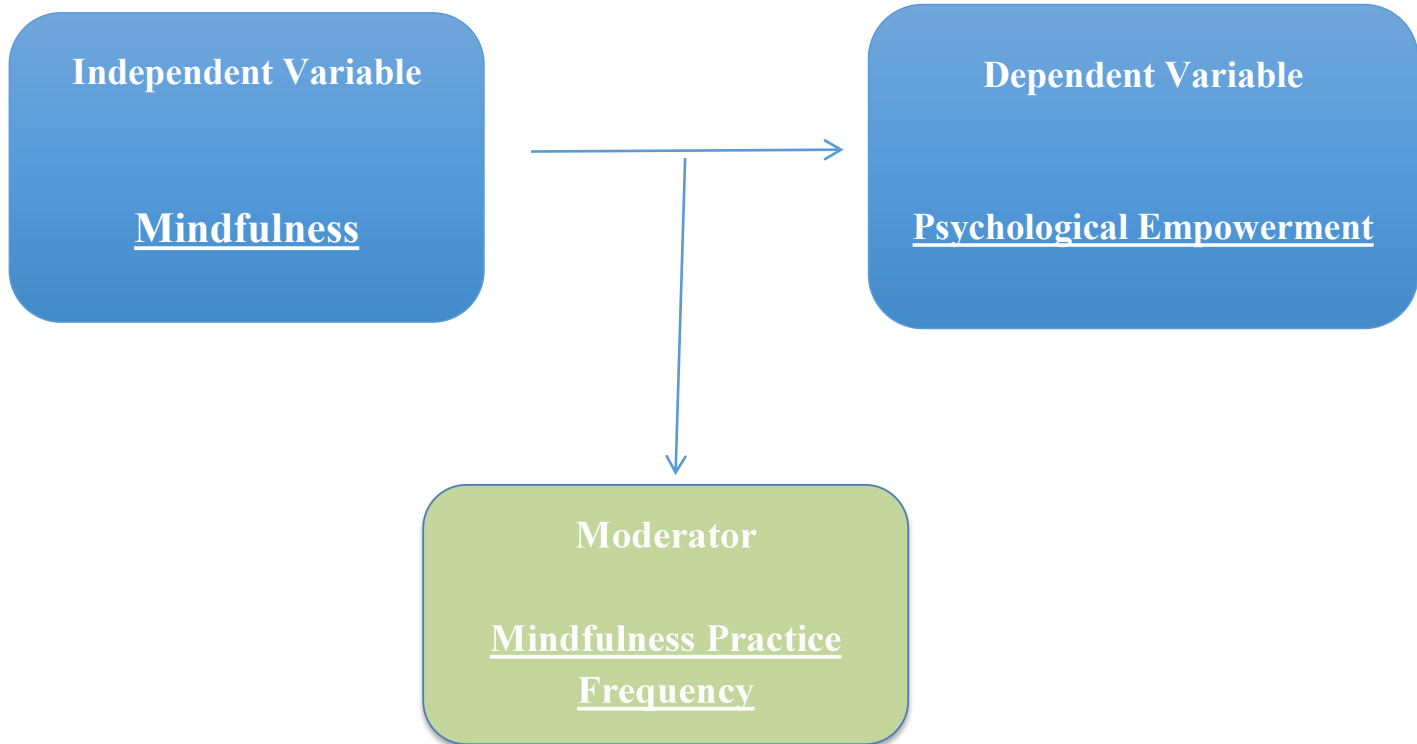 Independent Variable
Mindfulness
Dependent Variable
Psychological Empowerment
Moderator
Mindfulness Practice
Frequency